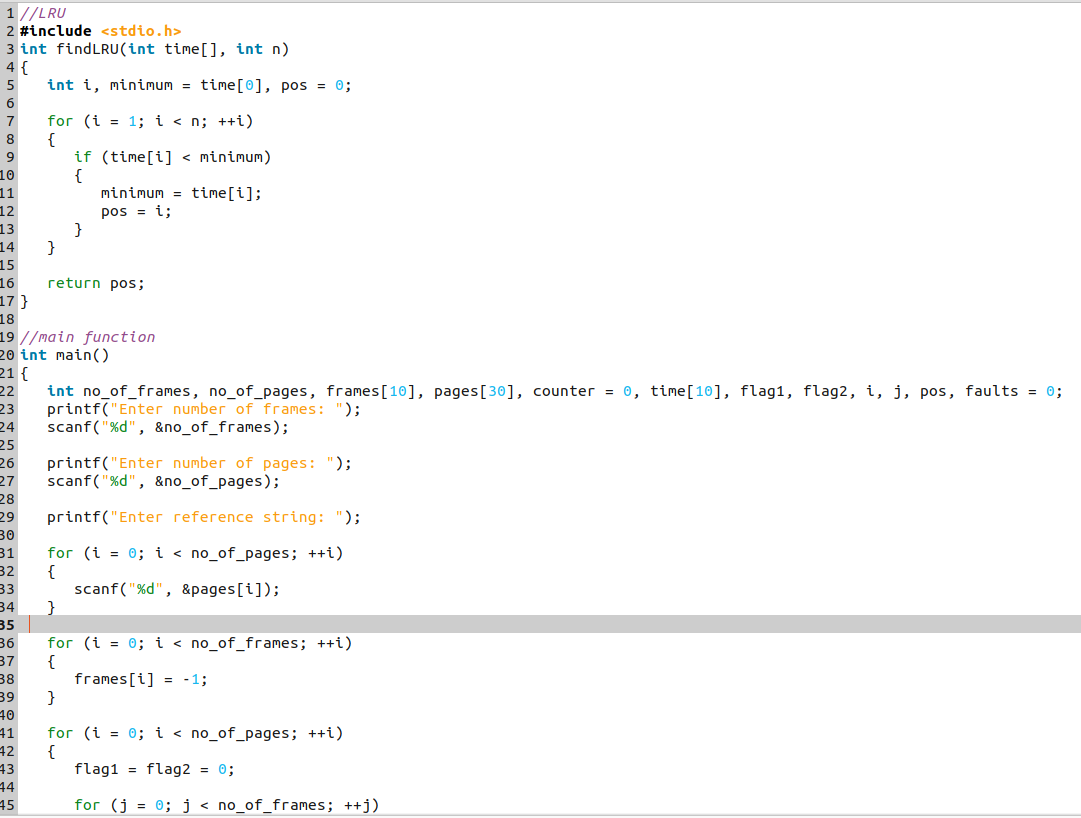 1 //LRU
2 #include <stdio.h>
3 int findLRU(int time[], int n)
4 {
5    int i, minimum = time[0], pos = 0;
6
7    for (i = 1; i < n; ++i)
8    {
9       if (time[i] < minimum)
10       {
11          minimum = time[i];
12          pos = i;
13       }
14    }
15
16    return pos;
17 }
18
19 //main function
20 int main()
21 {
22    int no_of_frames, no_of_pages, frames[10], pages[30], counter = 0, time[10], flag1, flag2, i, j, pos, faults = 0;
23    printf("Enter number of frames: ");
24    scanf("%d", &no_of_frames);
25
26    printf("Enter number of pages: ");
27    scanf("%d", &no_of_pages);
28
29    printf("Enter reference string: ");
30
31    for (i = 0; i < no_of_pages; ++i)
32    {
33       scanf("%d", &pages[i]);
34    }
35
36    for (i = 0; i < no_of_frames; ++i)
37    {
38       frames[i] = -1;
39    }
40
41    for (i = 0; i < no_of_pages; ++i)
42    {
43       flag1 = flag2 = 0;
44
45       for (j = 0; j < no_of_frames; ++j)